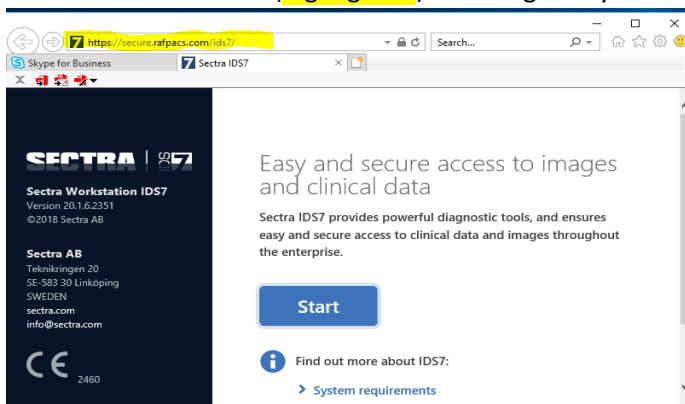 https://secure.rafpacs.com/ids7/
Search...
Skype for Business
Sectra IDS7
SECTRA IDS7
Sectra Workstation IDS7
Version 20.1.6.2351
©2018 Sectra AB
Sectra AB
Teknikringen 20
SE-583 30 Linköping
SWEDEN
sectra.com
info@sectra.com
CE 2460
Easy and secure access to images
and clinical data
Sectra IDS7 provides powerful diagnostic tools, and ensures
easy and secure access to clinical data and images throughout
the enterprise.
Start
Find out more about IDS7:
System requirements